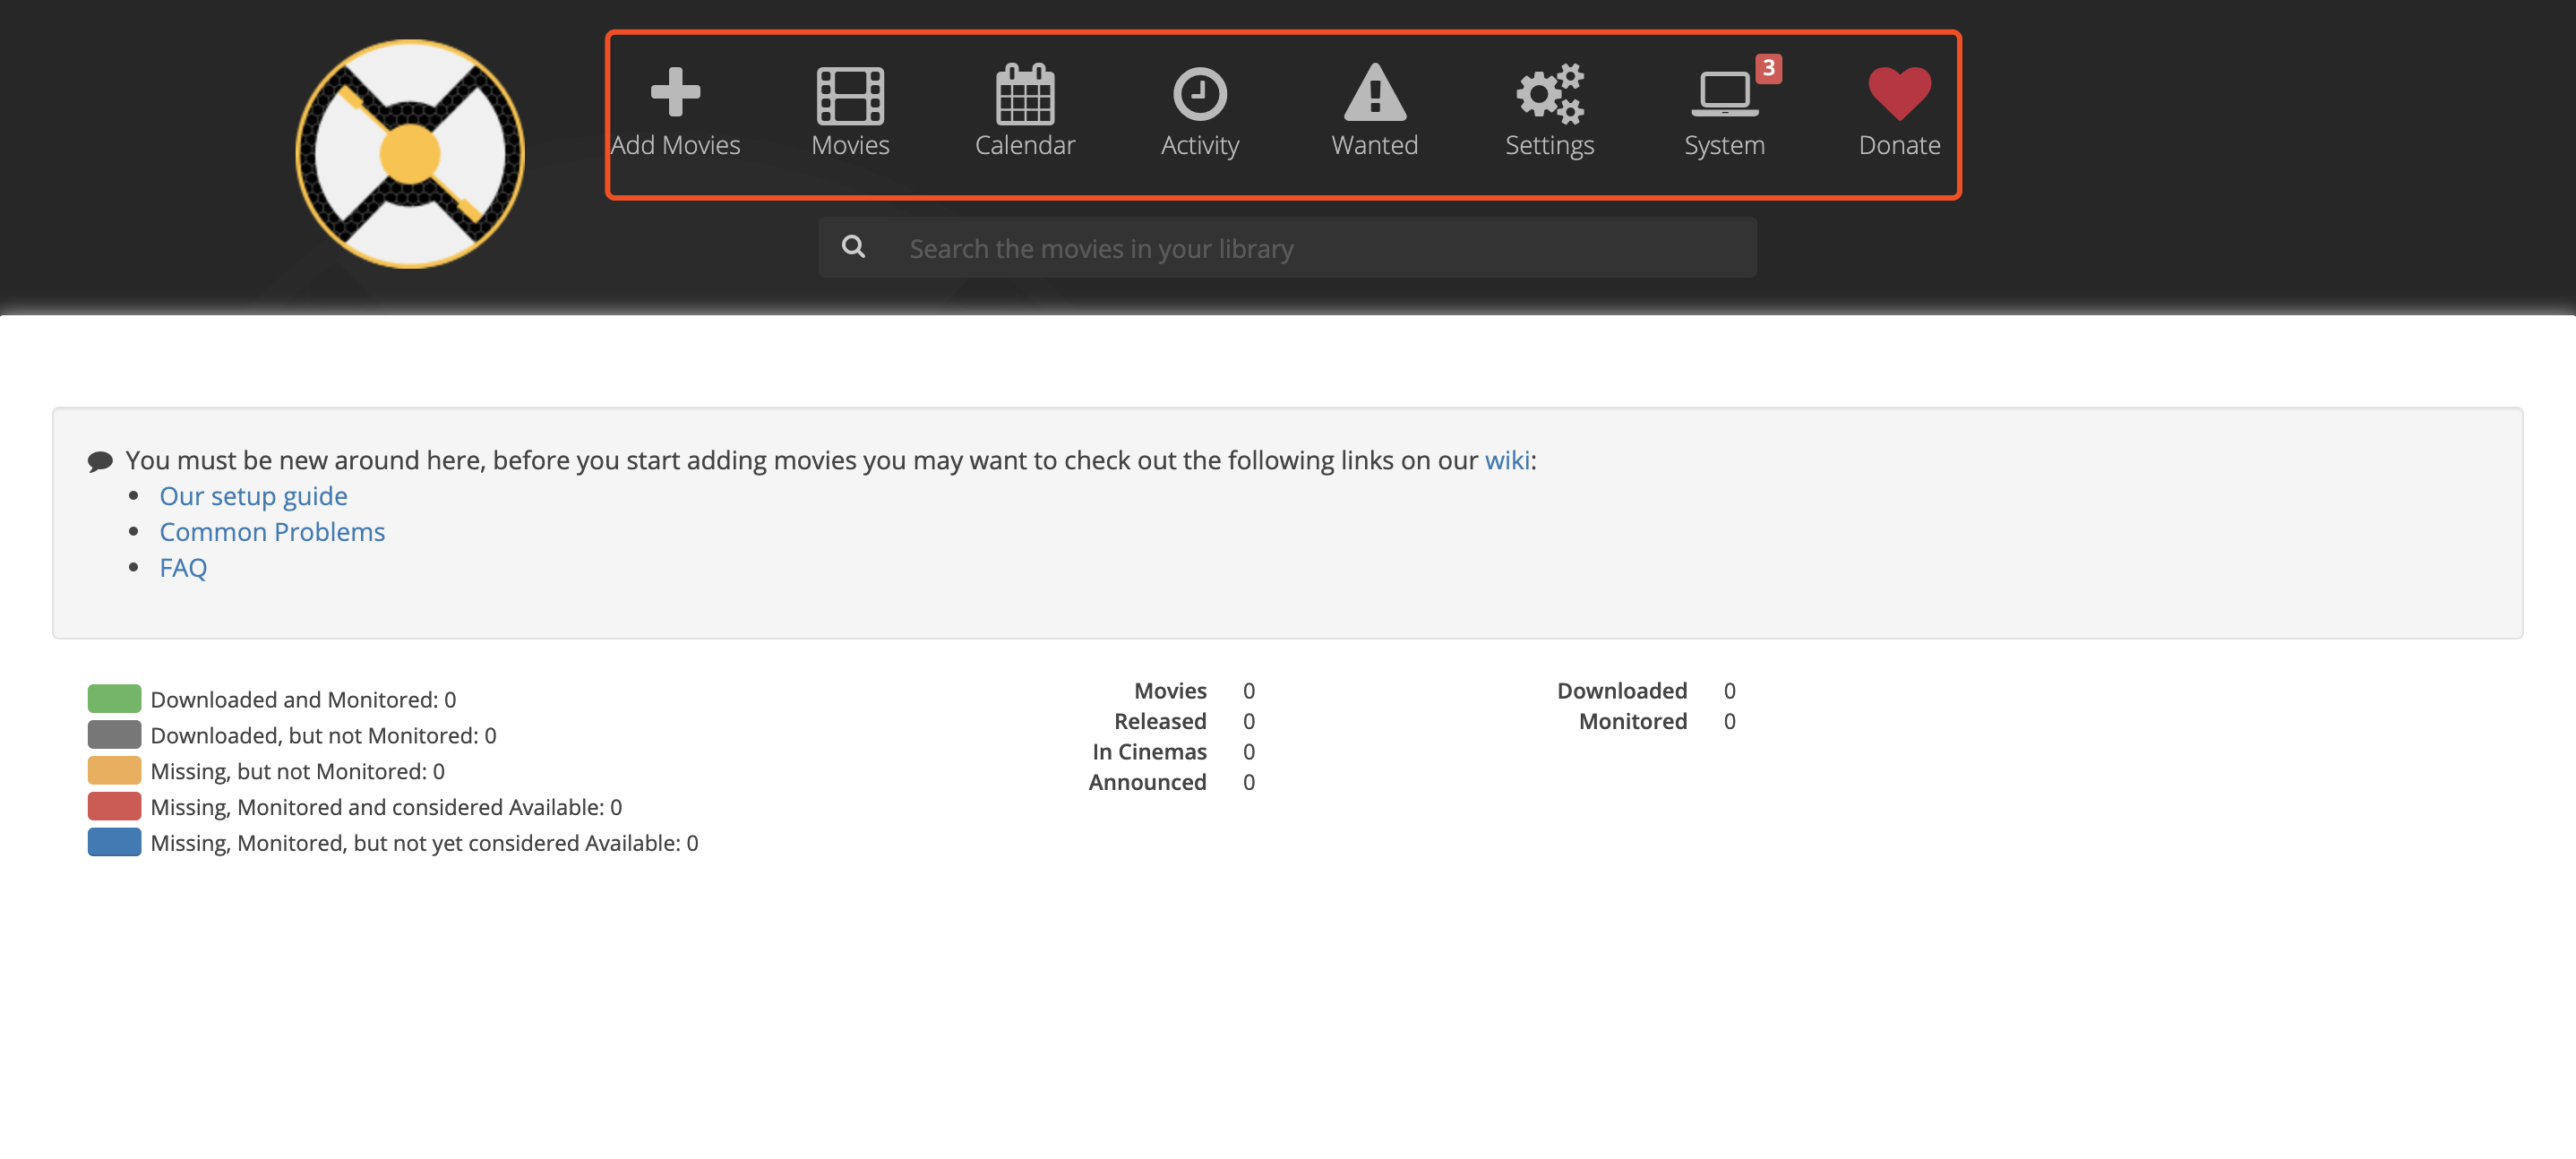 3
Add Movies
Movies
Calendar
Activity
Wanted
Settings
System
Donate
Search the movies in your library
You must be new around here, before you start adding movies you may want to check out the following links on our wiki:
Our setup guide
Common Problems
FAQ
Downloaded and Monitored: 0
Downloaded, but not Monitored: 0
Missing, but not Monitored: 0
Missing, Monitored and considered Available: 0
Missing, Monitored, but not yet considered Available: 0
Movies 0
Released 0
In Cinemas 0
Announced 0
Downloaded 0
Monitored 0